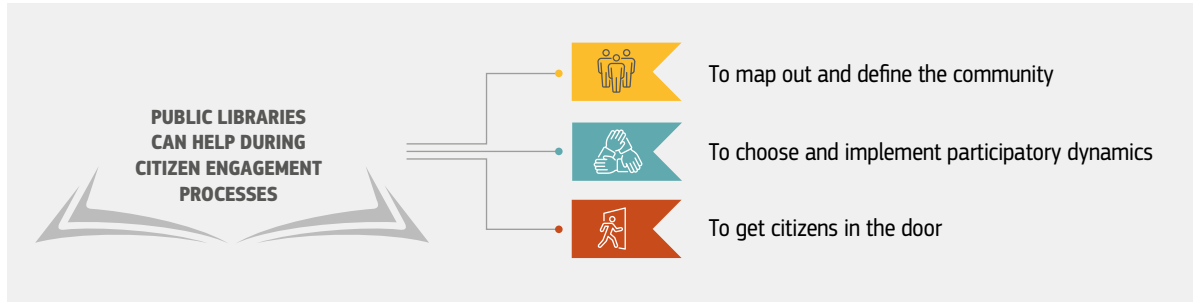 PUBLIC LIBRARIES
CAN HELP DURING
CITIZEN ENGAGEMENT
PROCESSES
To map out and define the community
To choose and implement participatory dynamics
To get citizens in the door